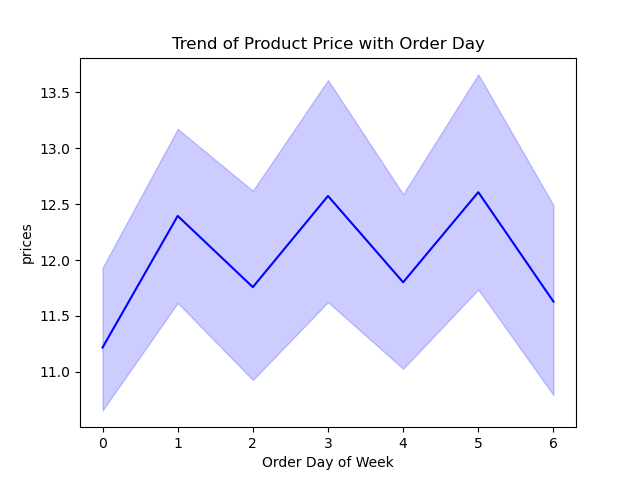 Trend of Product Price with Order Day
13.5
13.0
12.5
12.0
11.5
11.0
prices
0 1 2 3 4 5 6
Order Day of Week